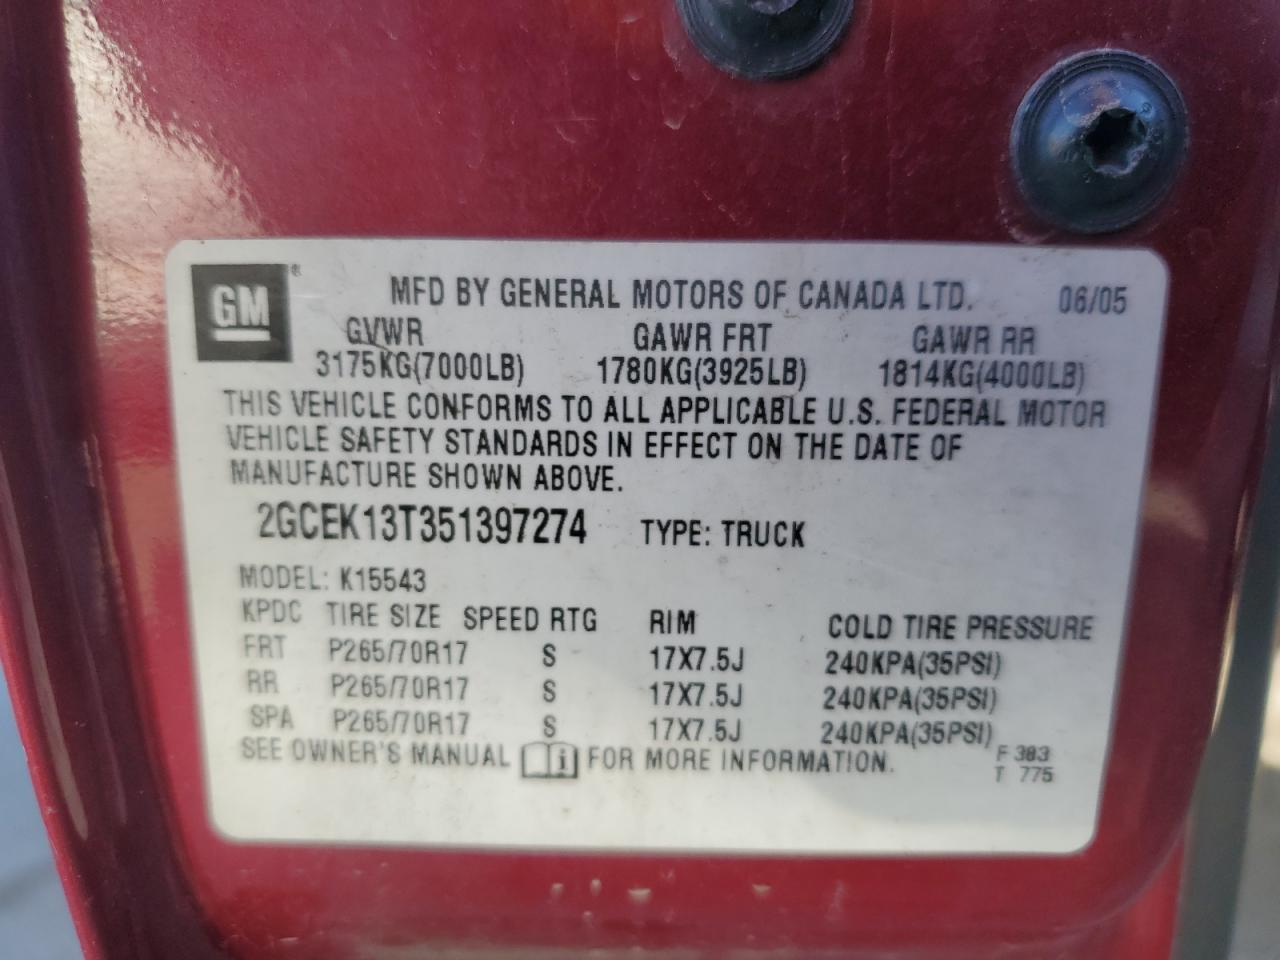 GM ®
MFD BY GENERAL MOTORS OF CANADA LTD. 06/05
GVWR GAWR FRT GAWR RR
3175KG(7000LB) 1780KG(3925LB) 1814KG(4000LB)
THIS VEHICLE CONFORMS TO ALL APPLICABLE U.S. FEDERAL MOTOR
VEHICLE SAFETY STANDARDS IN EFFECT ON THE DATE OF
MANUFACTURE SHOWN ABOVE.
2GCEK13T351397274 TYPE: TRUCK
MODEL: K15543
KPDC TIRE SIZE SPEED RTG RIM COLD TIRE PRESSURE
FRT P265/70R17 S 17X7.5J 240KPA(35PSI)
RR P265/70R17 S 17X7.5J 240KPA(35PSI)
SPA P265/70R17 S 17X7.5J 240KPA(35PSI)
SEE OWNER'S MANUAL i FOR MORE INFORMATION.
F 383
T 775